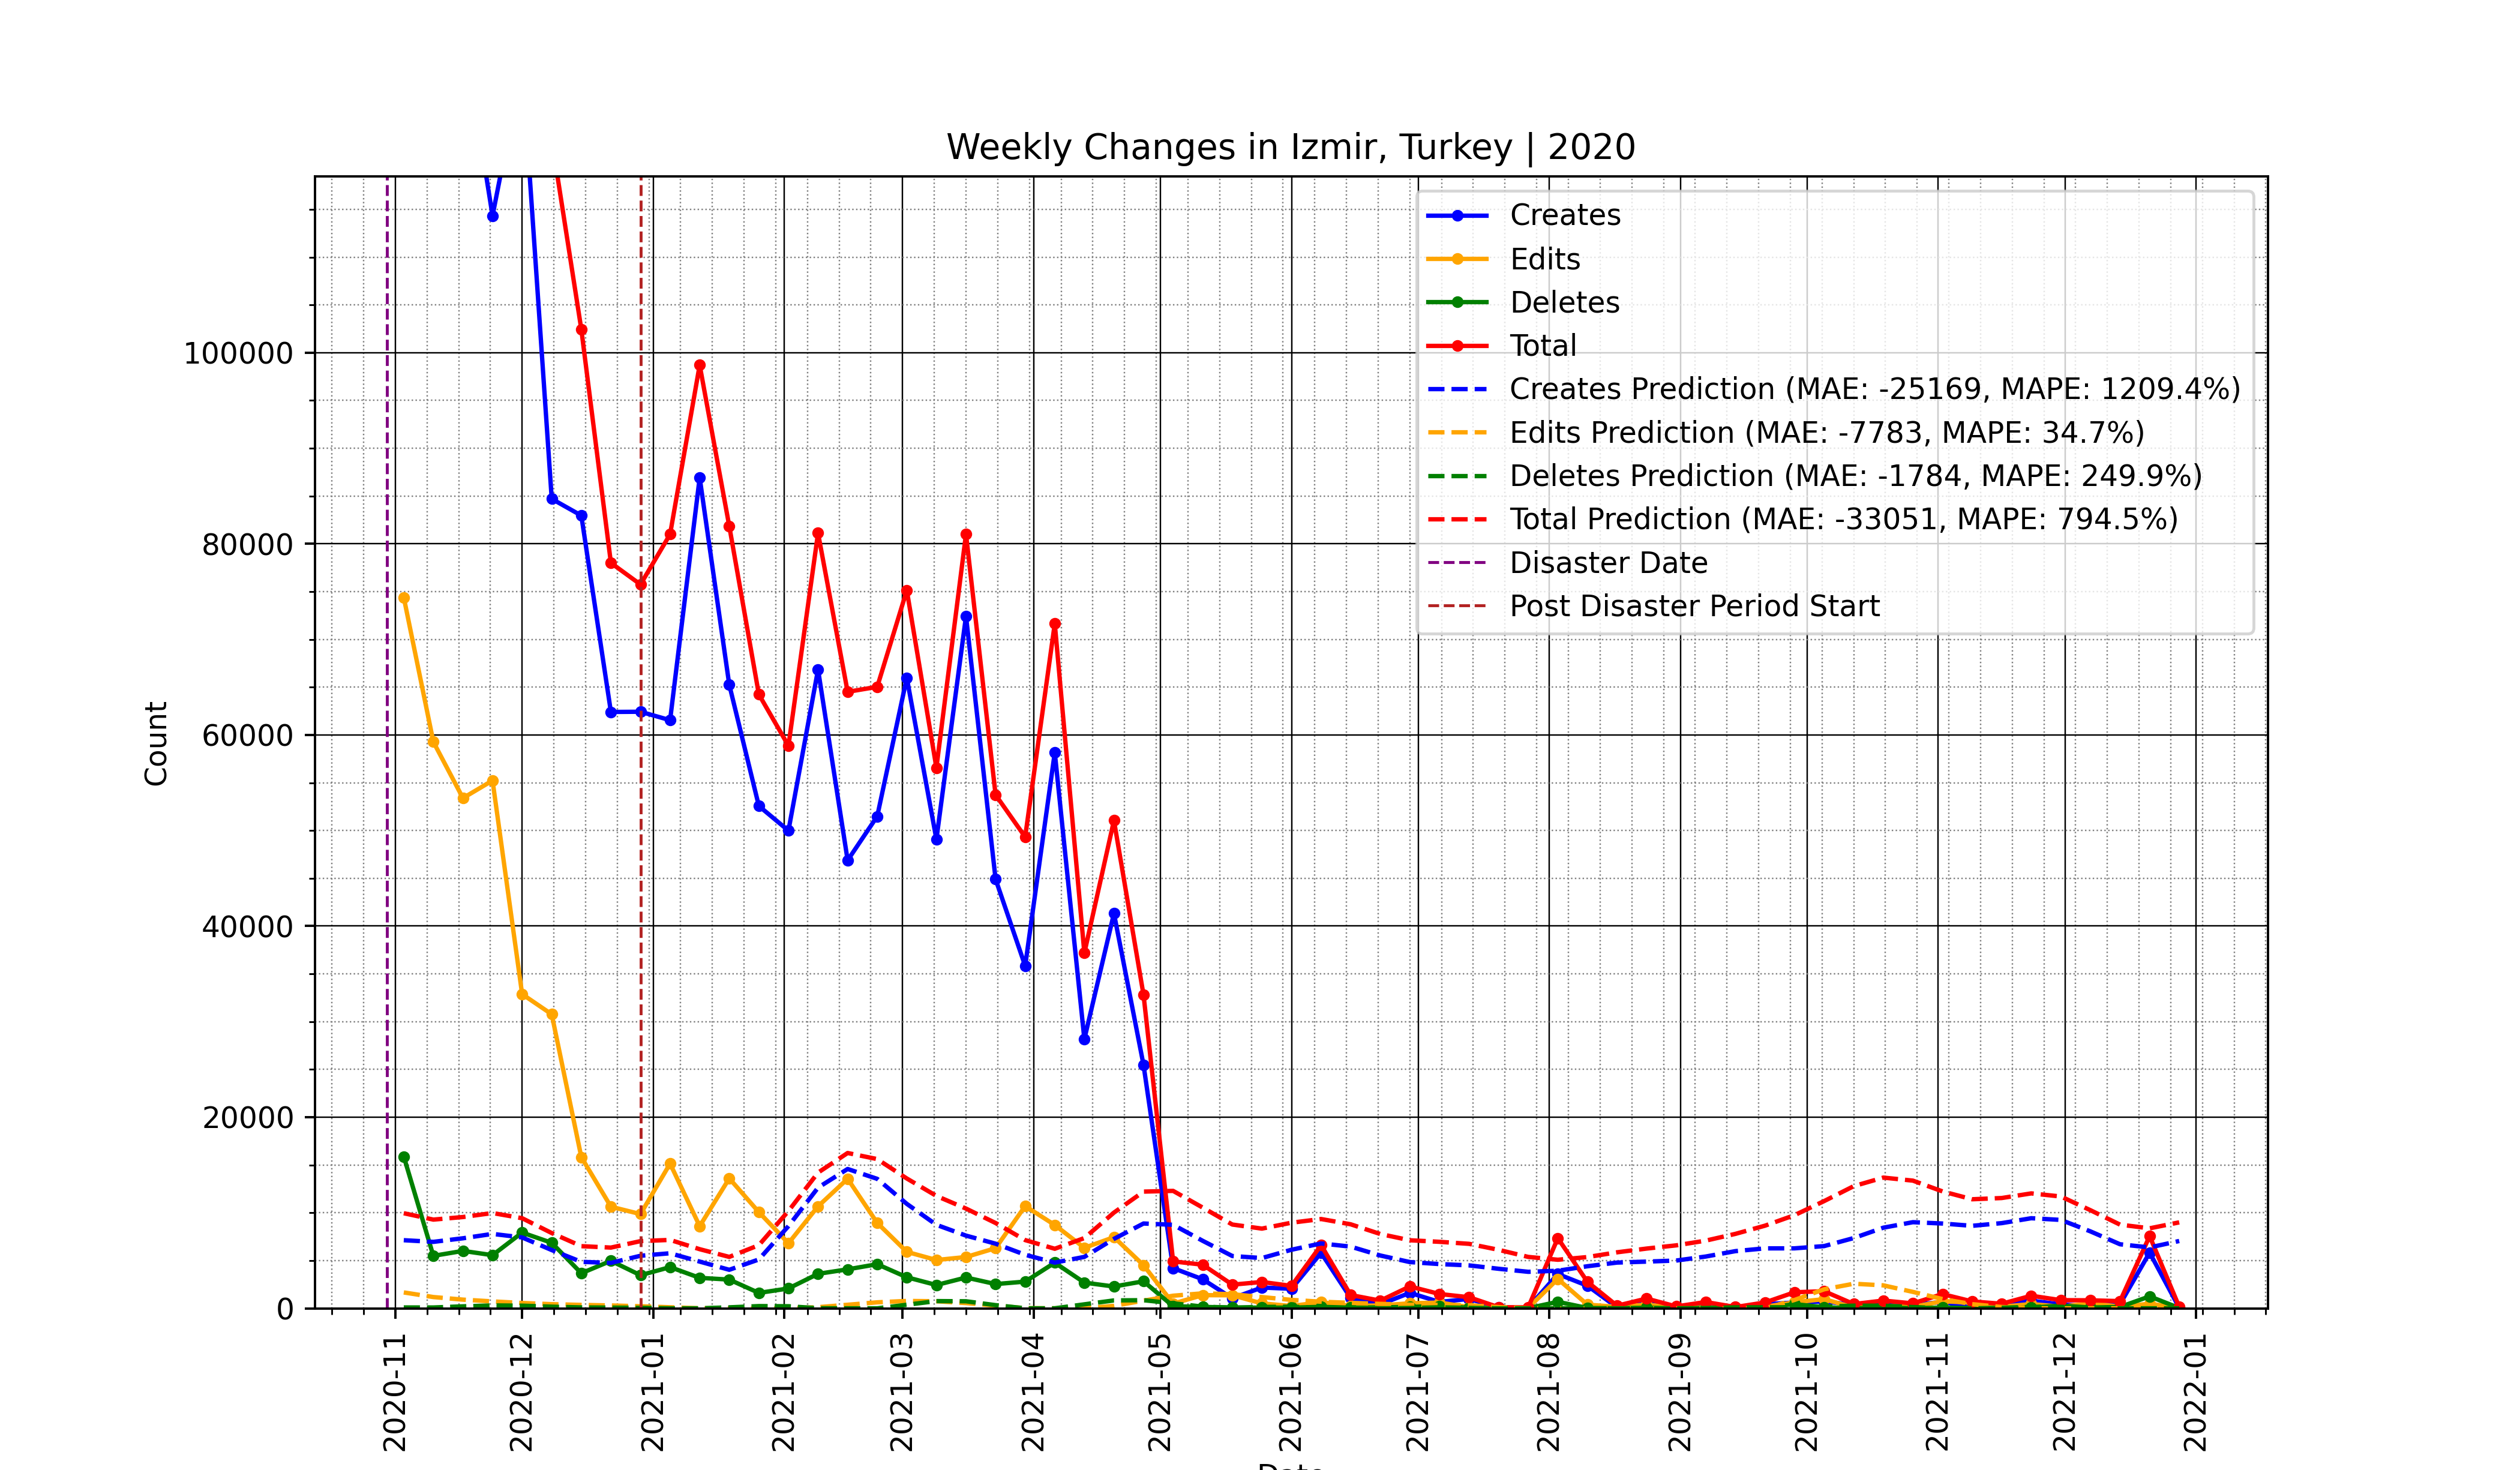 Weekly Changes in Izmir, Turkey | 2020
Creates
Edits
Deletes
Total
Creates Prediction (MAE: -25169, MAPE: 1209.4%)
Edits Prediction (MAE: -7783, MAPE: 34.7%)
Deletes Prediction (MAE: -1784, MAPE: 249.9%)
Total Prediction (MAE: -33051, MAPE: 794.5%)
Disaster Date
Post Disaster Period Start
Count
100000
80000
60000
40000
20000
0
2020-11
2020-12
2021-01
2021-02
2021-03
2021-04
2021-05
2021-06
2021-07
2021-08
2021-09
2021-10
2021-11
2021-12
2022-01
Date